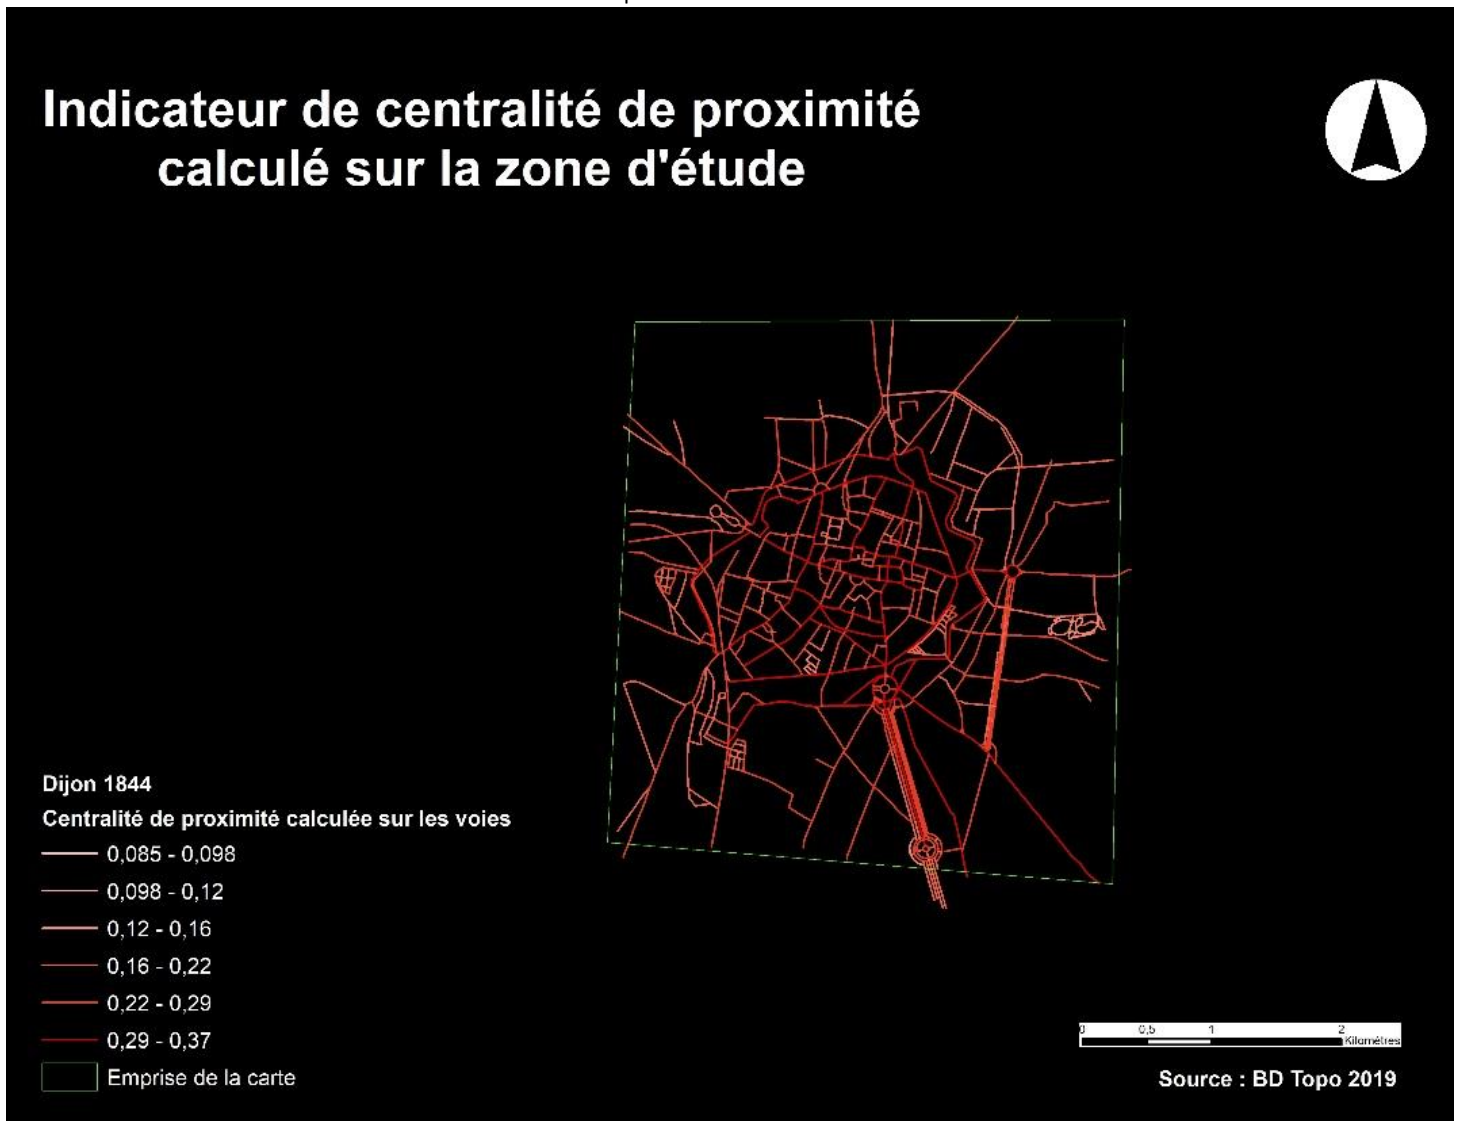 Indicateur de centralité de proximité
calculé sur la zone d'étude
Dijon 1844
Centralité de proximité calculée sur les voies
0,085 - 0,098
0,098 - 0,12
0,12 - 0,16
0,16 - 0,22
0,22 - 0,29
0,29 - 0,37
Emprise de la carte
0 0,5 1 2
Kilomètres
Source : BD Topo 2019